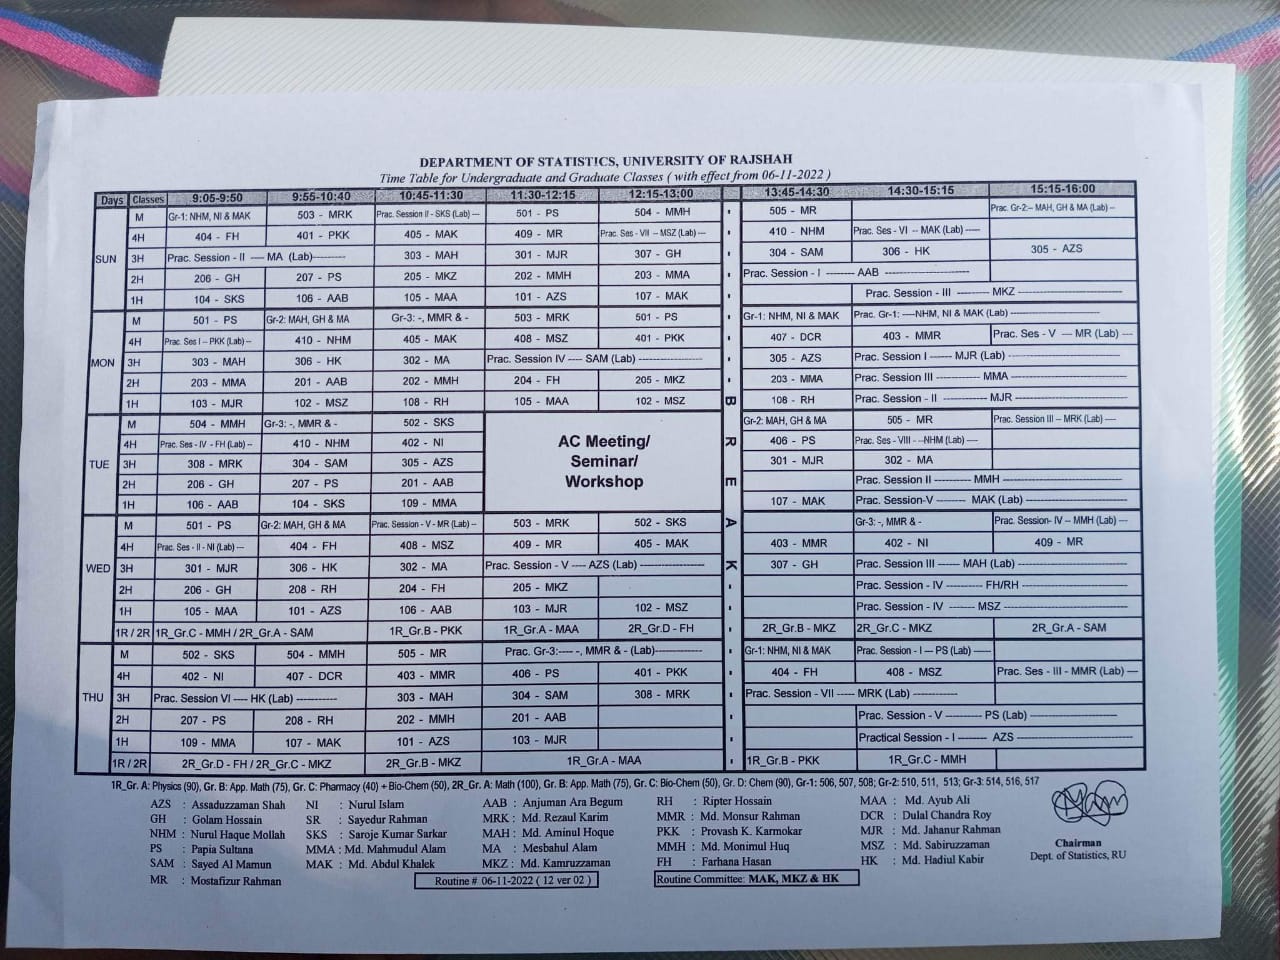 DEPARTMENT OF STATISTICS, UNIVERSITY OF RAJSHAH
Time Table for Undergraduate and Graduate Classes ( with effect from 06-11-2022 )
Days Classes 9:05-9:50 9:55-10:40 10:45-11:30 11:30-12:15 12:15-13:00 13:45-14:30 14:30-15:15 15:15-16:00
SUN
M Gr-1: NHM, NI & MAK 503 - MRK Prac. Session II - SKS (Lab) --- 501 - PS 504 - MMH 505 - MR Prac. Gr-2-- MAH, GH & MA (Lab) ---
4H 404 - FH 401 - PKK 405 - MAK 409 - MR Prac. Ses - VII -- MSZ (Lab) --- 410 - NHM Prac. Ses - VI -- MAK (Lab) ----
3H Prac. Session - II ---- MA (Lab)---------- 303 - MAH 301 - MJR 307 - GH 304 - SAM 306 - HK 305 - AZS
2H 206 - GH 207 - PS 205 - MKZ 202 - MMH 203 - MMA Prac. Session - I -------- AAB ------------------
1H 104 - SKS 106 - AAB 105 - MAA 101 - AZS 107 - MAK Prac. Session - III ------- MKZ ------------------
MON
M 501 - PS Gr-2: MAH, GH & MA Gr-3: -, MMR & - 503 - MRK 501 - PS Gr-1: NHM, NI & MAK Prac. Gr-1: ----NHM, NI & MAK (Lab)-----
4H Prac. Ses I -- PKK (Lab) -- 410 - NHM 405 - MAK 408 - MSZ 401 - PKK 407 - DCR 403 - MMR Prac. Ses - V --- MR (Lab) ----
3H 303 - MAH 306 - HK 302 - MA Prac. Session IV ---- SAM (Lab)----------- 305 - AZS Prac. Session I ------ MJR (Lab) ------------
2H 203 - MMA 201 - AAB 202 - MMH 204 - FH 205 - MKZ 203 - MMA Prac. Session III -------- MMA ---------------
1H 103 - MJR 102 - MSZ 108 - RH 105 - MAA 102 - MSZ B 108 - RH Prac. Session - II --------- MJR ---------------
TUE
M 504 - MMH Gr-3: -, MMR & - 502 - SKS AC Meeting/ Seminar/ Workshop Gr-2: MAH, GH & MA 505 - MR Prac. Session III -- MRK (Lab) ----
4H Prac. Ses - IV - FH (Lab) -- 410 - NHM 402 - NI R 406 - PS Prac. Ses - VIII - --NHM (Lab) -----
3H 308 - MRK 304 - SAM 305 - AZS 301 - MJR 302 - MA
2H 206 - GH 207 - PS 201 - AAB E Prac. Session II -------- MMH ---------------
1H 106 - AAB 104 - SKS 109 - MMA 107 - MAK Prac. Session-V ------- MAK (Lab)------------
WED
M 501 - PS Gr-2: MAH, GH & MA Prac. Session - V - MR (Lab) -- 503 - MRK 502 - SKS A Gr-3: -, MMR & - Prac. Session- IV -- MMH (Lab) ---
4H Prac. Ses - II - NI (Lab) --- 404 - FH 408 - MSZ 409 - MR 405 - MAK 403 - MMR 402 - NI 409 - MR
3H 301 - MJR 306 - HK 302 - MA Prac. Session - V ---- AZS (Lab) ------------- K 307 - GH Prac. Session III ------ MAH (Lab) -----------
2H 206 - GH 208 - RH 204 - FH 205 - MKZ Prac. Session - IV --------- FH/RH --------------
1H 105 - MAA 101 - AZS 106 - AAB 103 - MJR 102 - MSZ Prac. Session - IV --------- MSZ ---------------
1R / 2R 1R_Gr.C - MMH / 2R_Gr.A - SAM 1R_Gr.B - PKK 1R_Gr.A - MAA 2R_Gr.D - FH 2R_Gr.B - MKZ 2R_Gr.C - MKZ 2R_Gr.A - SAM
THU
M 502 - SKS 504 - MMH 505 - MR Prac. Gr-3:---- -, MMR & - (Lab)------- Gr-1: NHM, NI & MAK Prac. Session - I --- PS (Lab) -----
4H 402 - NI 407 - DCR 403 - MMR 406 - PS 401 - PKK 404 - FH 408 - MSZ Prac. Ses - III - MMR (Lab) ---
3H Prac. Session VI ---- HK (Lab) ---------- 303 - MAH 304 - SAM 308 - MRK Prac. Session - VII ----- MRK (Lab) ------
2H 207 - PS 208 - RH 202 - MMH 201 - AAB Prac. Session - V ------- PS (Lab) ------------
1H 109 - MMA 107 - MAK 101 - AZS 103 - MJR Practical Session - I ------- AZS ---------------
1R / 2R 2R_Gr.D - FH / 2R_Gr.C - MKZ 2R_Gr.B - MKZ 1R_Gr.A - MAA 1R_Gr.B - PKK 1R_Gr.C - MMH
1R_Gr. A: Physics (90), Gr. B: App. Math (75), Gr. C: Pharmacy (40) + Bio-Chem (50), 2R_Gr. A: Math (100), Gr. B: App. Math (75), Gr. C: Bio-Chem (50), Gr. D: Chem (90), Gr-1: 506, 507, 508; Gr-2: 510, 511, , 513; Gr-3: 514, 516, 517
AZS : Assaduzzaman Shah NI : Nurul Islam AAB : Anjuman Ara Begum RH : Ripter Hossain MAA : Md. Ayub Ali
GH : Golam Hossain SR : Sayedur Rahman MRK : Md. Rezaul Karim MMR : Md. Monsur Rahman DCR : Dulal Chandra Roy
NHM : Nurul Haque Mollah SKS : Saroje Kumar Sarkar MAH : Md. Aminul Hoque PKK : Provash K. Karmokar MJR : Md. Jahanur Rahman
PS : Papia Sultana MMA : Md. Mahmudal Alam MA : Mesbahul Alam MMH : Md. Monimul Huq MSZ : Md. Sabiruzzaman
SAM : Sayed Al Mamun MAK : Md. Abdul Khalek MKZ : Md. Kamruzzaman FH : Farhana Hasan HK : Md. Hadiul Kabir
MR : Mostafizur Rahman
Routine # 06-11-2022 ( 12 ver 02 ) Routine Committee: MAK, MKZ & HK
Chairman
Dept. of Statistics, RU